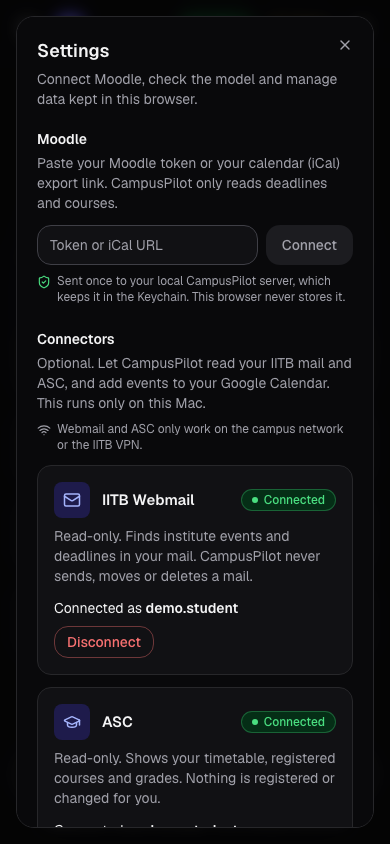 Settings
Connect Moodle, check the model and manage
data kept in this browser.
Moodle
Paste your Moodle token or your calendar (iCal)
export link. CampusPilot only reads deadlines
and courses.
Token or iCal URL
Connect
Sent once to your local CampusPilot server, which
keeps it in the Keychain. This browser never stores it.
Connectors
Optional. Let CampusPilot read your IITB mail and
ASC, and add events to your Google Calendar.
This runs only on this Mac.
Webmail and ASC only work on the campus network
or the IITB VPN.
IITB Webmail
Connected
Read-only. Finds institute events and
deadlines in your mail. CampusPilot never
sends, moves or deletes a mail.
Connected as demo.student
Disconnect
ASC
Connected
Read-only. Shows your timetable, registered
courses and grades. Nothing is registered or
changed for you.